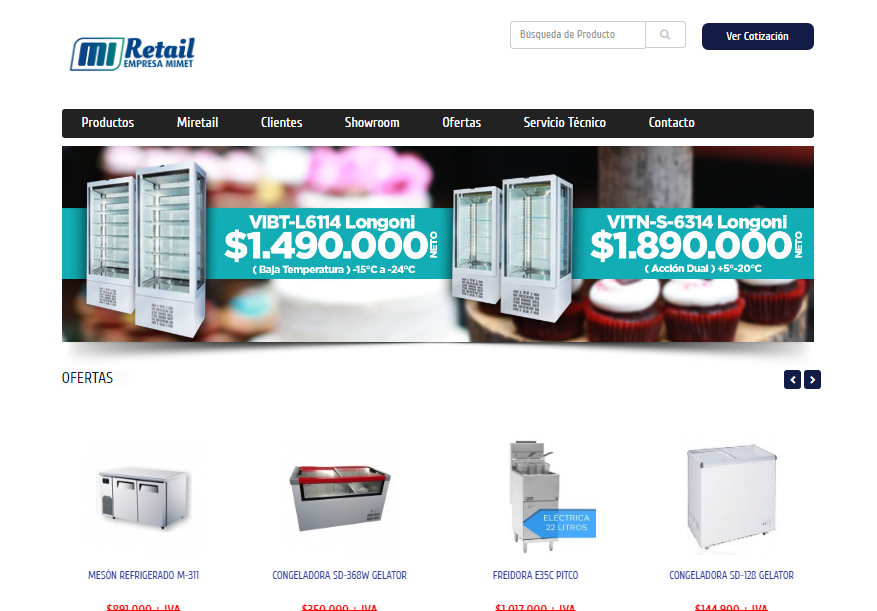 mi Retail
EMPRESA MIMET
Búsqueda de Producto
Ver Cotización
Productos Miretail Clientes Showroom Ofertas Servicio Técnico Contacto
VIBT-L6114 Longoni
$1.490.000 NETO
( Baja Temperatura ) -15°C a -24°C
VITN-S-6314 Longoni
$1.890.000 NETO
( Acción Dual ) +5°-20°C
OFERTAS
ELÉCTRICA
22 LITROS
MESÓN REFRIGERADO M-311
CONGELADORA SD-368W GELATOR
FREIDORA E35C PITCO
CONGELADORA SD-128 GELATOR
$891.000 + IVA
$350.000 + IVA
$1.017.000 + IVA
$144.900 + IVA